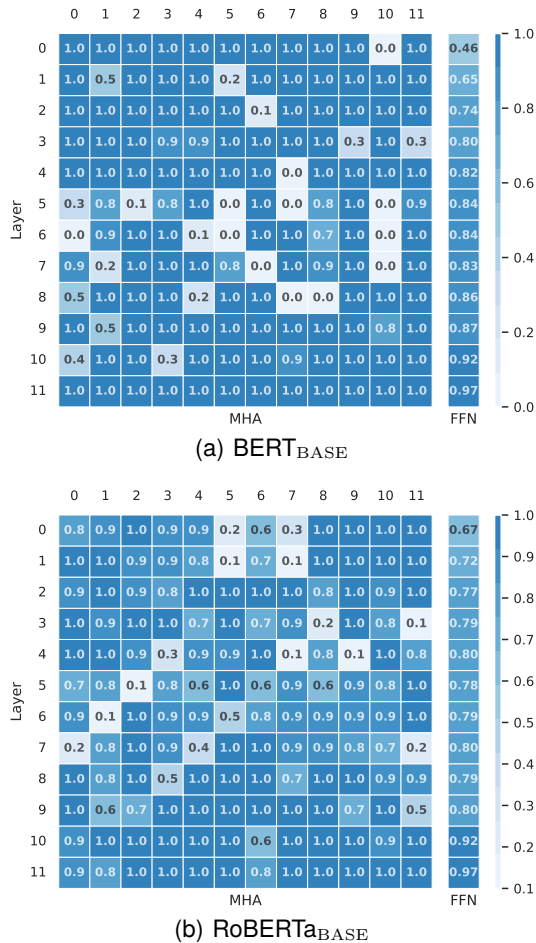 0 1 2 3 4 5 6 7 8 9 10 11
0 1.0 1.0 1.0 1.0 1.0 1.0 1.0 1.0 1.0 1.0 0.0 1.0 0.46 1.0
1 1.0 0.5 1.0 1.0 1.0 0.2 1.0 1.0 1.0 1.0 1.0 1.0 0.65
2 1.0 1.0 1.0 1.0 1.0 1.0 0.1 1.0 1.0 1.0 1.0 1.0 0.74 0.8
3 1.0 1.0 1.0 0.9 0.9 1.0 1.0 1.0 1.0 0.3 1.0 0.3 0.80
4 1.0 1.0 1.0 1.0 1.0 1.0 1.0 0.0 1.0 1.0 1.0 1.0 0.82 0.6
5 0.3 0.8 0.1 0.8 1.0 0.0 1.0 0.0 0.8 1.0 0.0 0.9 0.84
Layer
6 0.0 0.9 1.0 1.0 0.1 0.0 1.0 1.0 0.7 1.0 0.0 1.0 0.84
7 0.9 0.2 1.0 1.0 1.0 0.8 0.0 1.0 0.9 1.0 0.0 1.0 0.83 0.4
8 0.5 1.0 1.0 1.0 0.2 1.0 1.0 0.0 0.0 1.0 1.0 1.0 0.86
9 1.0 0.5 1.0 1.0 1.0 1.0 1.0 1.0 1.0 1.0 0.8 1.0 0.87 0.2
10 0.4 1.0 1.0 0.3 1.0 1.0 1.0 0.9 1.0 1.0 1.0 1.0 0.92
11 1.0 1.0 1.0 1.0 1.0 1.0 1.0 1.0 1.0 1.0 1.0 1.0 0.97 0.0
MHA FFN
(a) BERT BASE
0 1 2 3 4 5 6 7 8 9 10 11
0 0.8 0.9 1.0 0.9 0.9 0.2 0.6 0.3 1.0 1.0 1.0 1.0 0.67 1.0
1 1.0 1.0 0.9 0.9 0.8 0.1 0.7 0.1 1.0 1.0 1.0 1.0 0.72 0.9
2 0.9 1.0 0.9 0.8 1.0 1.0 1.0 1.0 0.8 1.0 0.9 1.0 0.77
3 1.0 0.9 1.0 1.0 0.7 1.0 0.7 0.9 0.2 1.0 0.8 0.1 0.79 0.8
4 1.0 1.0 0.9 0.3 0.9 0.9 1.0 0.1 0.8 0.1 1.0 0.8 0.80 0.7
5 0.7 0.8 0.1 0.8 0.6 1.0 0.6 0.9 0.6 0.9 0.8 1.0 0.78 0.6
Layer
6 0.9 0.1 1.0 0.9 0.9 0.5 0.8 0.9 0.9 0.9 0.9 1.0 0.79 0.5
7 0.2 0.8 1.0 0.9 0.4 1.0 1.0 0.9 0.9 0.8 0.7 0.2 0.80 0.4
8 1.0 0.8 1.0 0.5 1.0 1.0 1.0 0.7 1.0 1.0 0.9 0.9 0.79
9 1.0 0.6 0.7 1.0 1.0 1.0 1.0 1.0 1.0 0.7 1.0 0.5 0.80 0.3
10 0.9 1.0 1.0 1.0 1.0 1.0 0.6 1.0 1.0 1.0 0.9 1.0 0.92 0.2
11 0.9 0.8 1.0 1.0 1.0 1.0 0.8 1.0 1.0 1.0 1.0 1.0 0.97 0.1
MHA FFN
(b) RoBERTa BASE